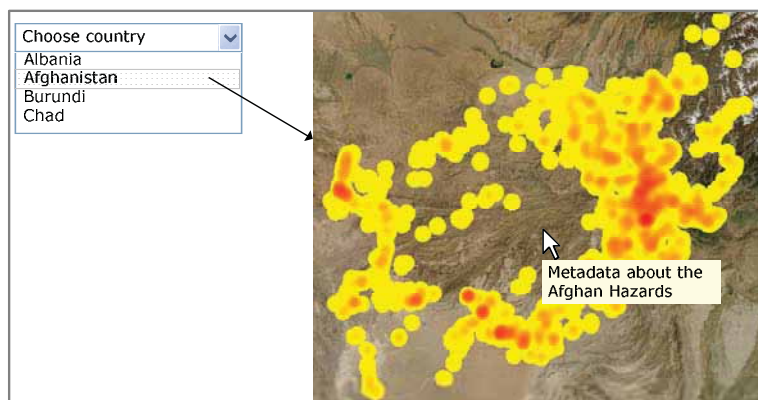 Choose country
Albania
Afghanistan
Burundi
Chad
Metadata about the
Afghan Hazards